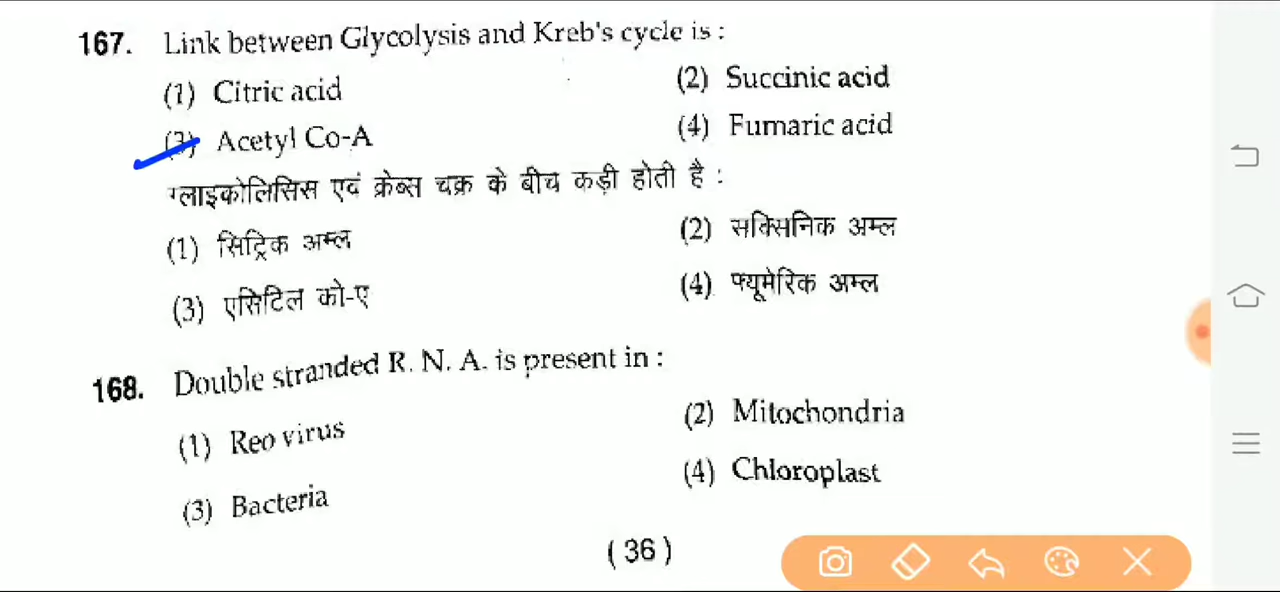 167. Link between Glycolysis and Kreb's cycle is :
(1) Citric acid (2) Succinic acid
(3) Acetyl Co-A (4) Fumaric acid
ग्लाइकोलिसिस एवं क्रेब्स चक्र के बीच कड़ी होती है :
(1) सिट्रिक अम्ल (2) सक्सिनिक अम्ल
(3) एसिटिल को-ए (4) फ्यूमेरिक अम्ल
168. Double stranded R. N. A. is present in :
(1) Reo virus (2) Mitochondria
(3) Bacteria (4) Chloroplast
( 36 )